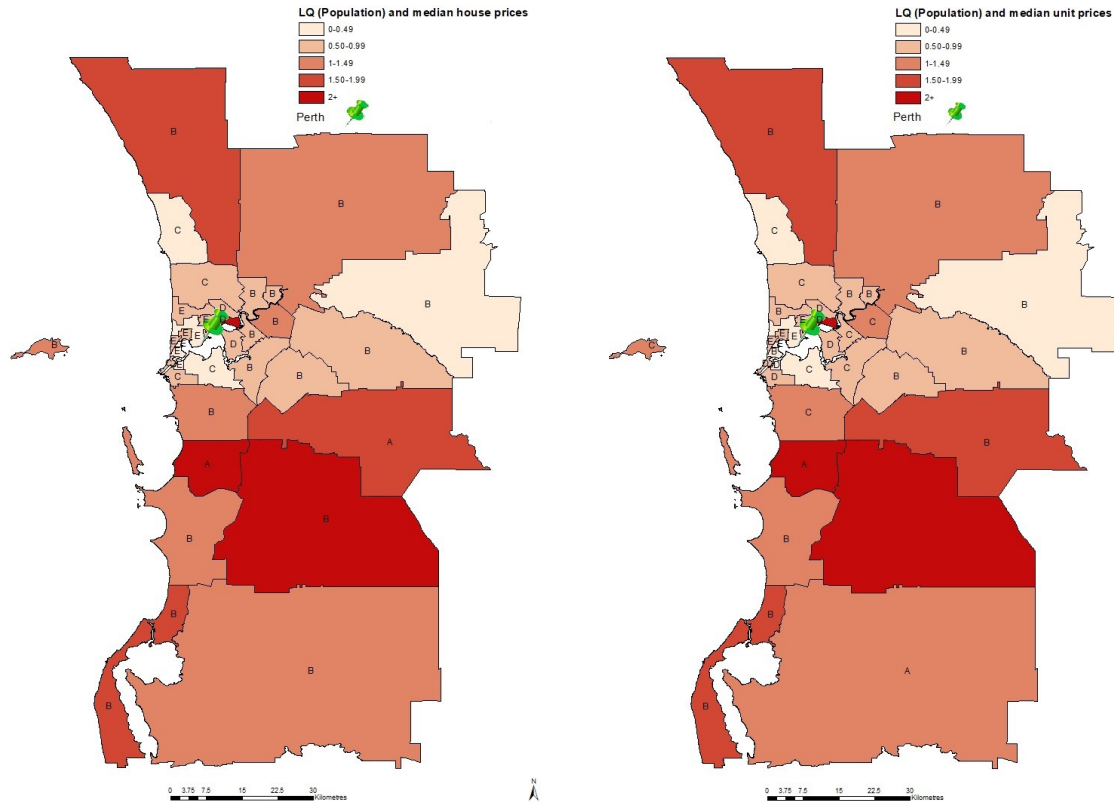 LQ (Population) and median house prices
0-0.49
0.50-0.99
1-1.49
1.50-1.99
2+
Perth
B
B
C
B
C
B
B
E
D
E
B
B
E
E
B
D
B
E
C
B
B
C
B
A
A
B
B
B
B
B
0 3.75 7.5 15 22.5 30
Kilometres
N
LQ (Population) and median unit prices
0-0.49
0.50-0.99
1-1.49
1.50-1.99
2+
Perth
B
B
C
B
C
B
B
B
D
E
C
E
C
B
D
C
C
B
D
C
B
A
B
B
A
B
0 3.75 7.5 15 22.5 30
Kilometres